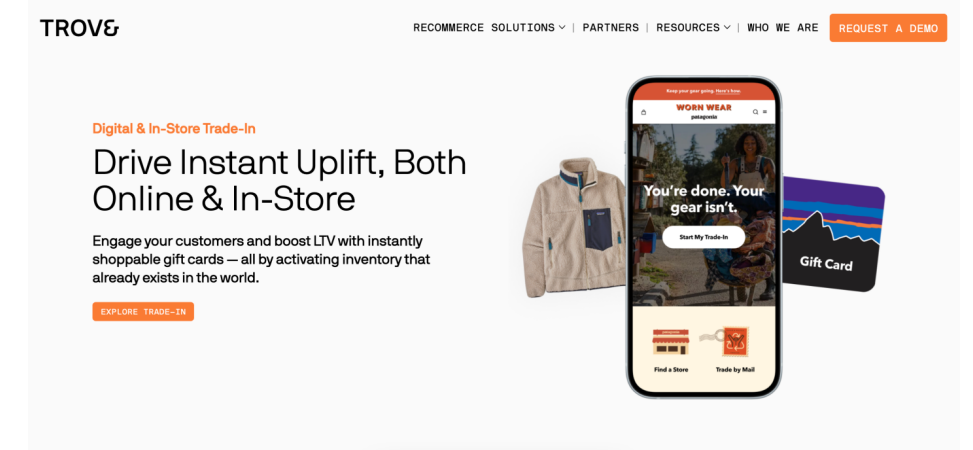 TROVE
RECOMMERCE SOLUTIONS | PARTNERS | RESOURCES | WHO WE ARE
REQUEST A DEMO
Digital & In-Store Trade-In
Drive Instant Uplift, Both
Online & In-Store
Engage your customers and boost LTV with instantly
shoppable gift cards — all by activating inventory that
already exists in the world.
EXPLORE TRADE-IN
Keep your gear going. Here's how.
WORN WEAR
patagonia
You're done. Your
gear isn't.
Start My Trade-In
patagonia
Find a Store
Trade by Mail
Gift Card